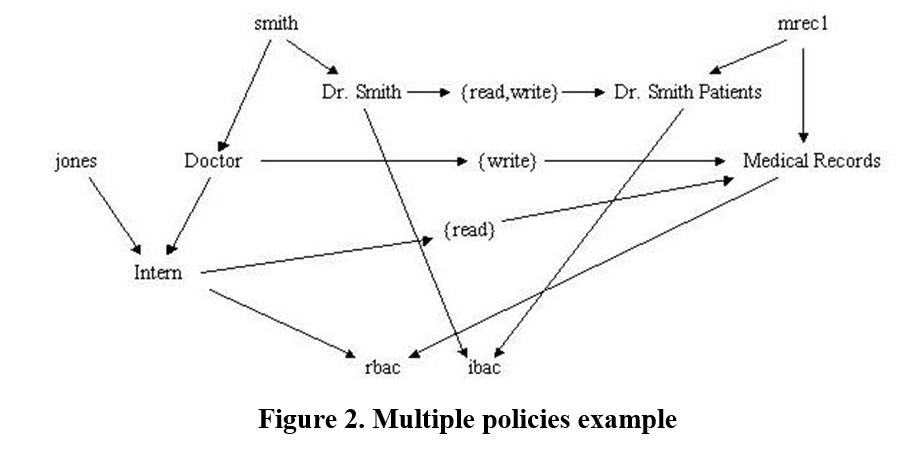 smith mrec1
Dr. Smith {read,write} Dr. Smith Patients
jones Doctor {write} Medical Records
{read}
Intern
rbac ibac
Figure 2. Multiple policies example